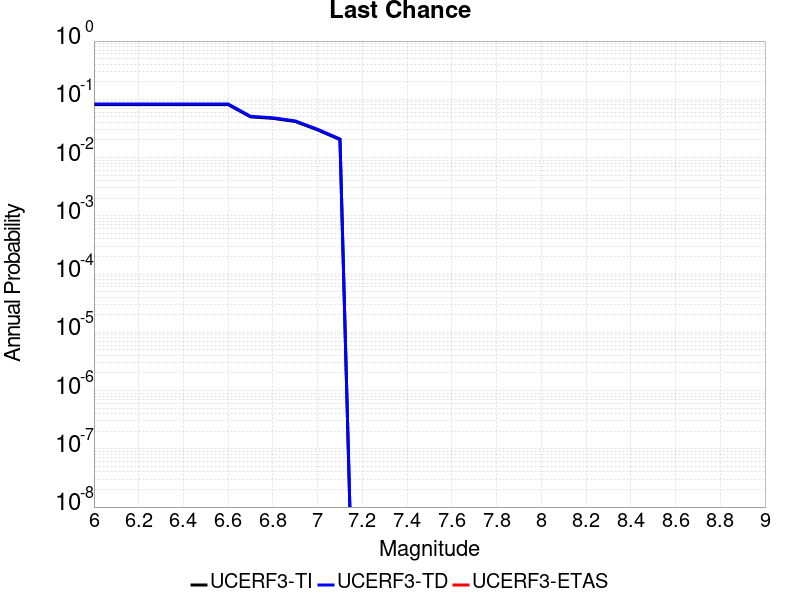 Last Chance
10^0
10^-1
10^-2
10^-3
10^-4
10^-5
10^-6
10^-7
10^-8
Annual Probability
6 6.2 6.4 6.6 6.8 7 7.2 7.4 7.6 7.8 8 8.2 8.4 8.6 8.8 9
Magnitude
UCERF3-TI UCERF3-TD UCERF3-ETAS